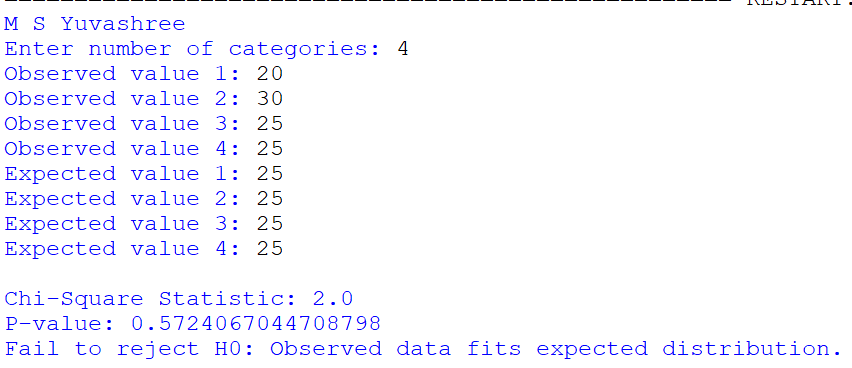 RESTART:
M S Yuvashree
Enter number of categories: 4
Observed value 1: 20
Observed value 2: 30
Observed value 3: 25
Observed value 4: 25
Expected value 1: 25
Expected value 2: 25
Expected value 3: 25
Expected value 4: 25
Chi-Square Statistic: 2.0
P-value: 0.5724067044708798
Fail to reject H0: Observed data fits expected distribution.